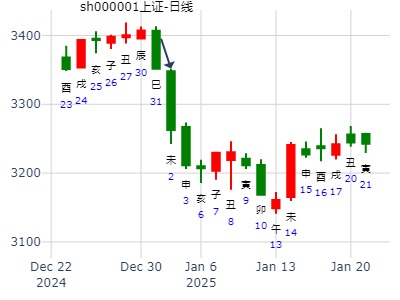 sh000001上证-日线
3400
3300
3200
3100
酉
23
戌
24
亥
25
子
26
丑
27
辰
30
巳
31
未
2
申
3
亥
6
子
7
丑
8
寅
9
卯
10
午
13
未
14
申
15
酉
16
戌
17
丑
20
寅
21
Dec 22
2024
Dec 30
Jan 6
2025
Jan 13
Jan 20